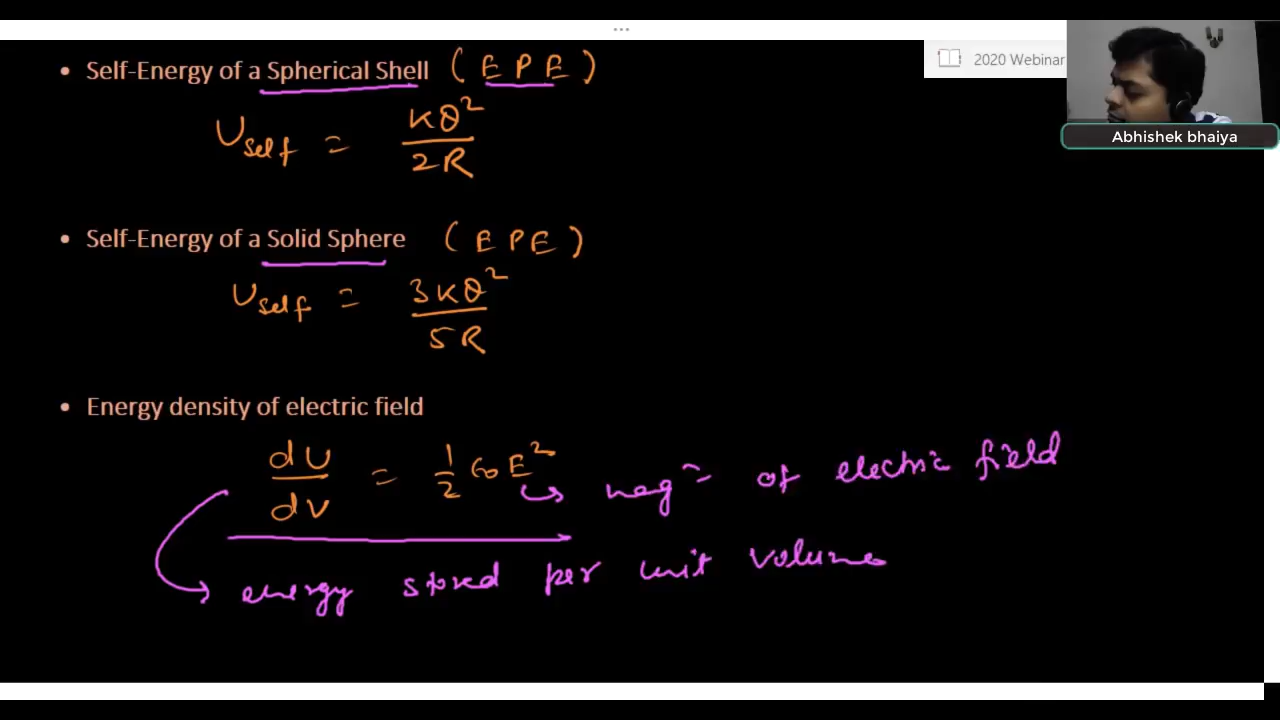 • Self-Energy of a Spherical Shell (EPE)
2020 Webinar
Abhishek bhaiya
Uself = KQ²/2R
• Self-Energy of a Solid Sphere (EPE)
Uself = 3KQ²/5R
• Energy density of electric field
dU/dV = 1/2 ε₀E²
→ mag= of electric field
→ energy stored per unit volume